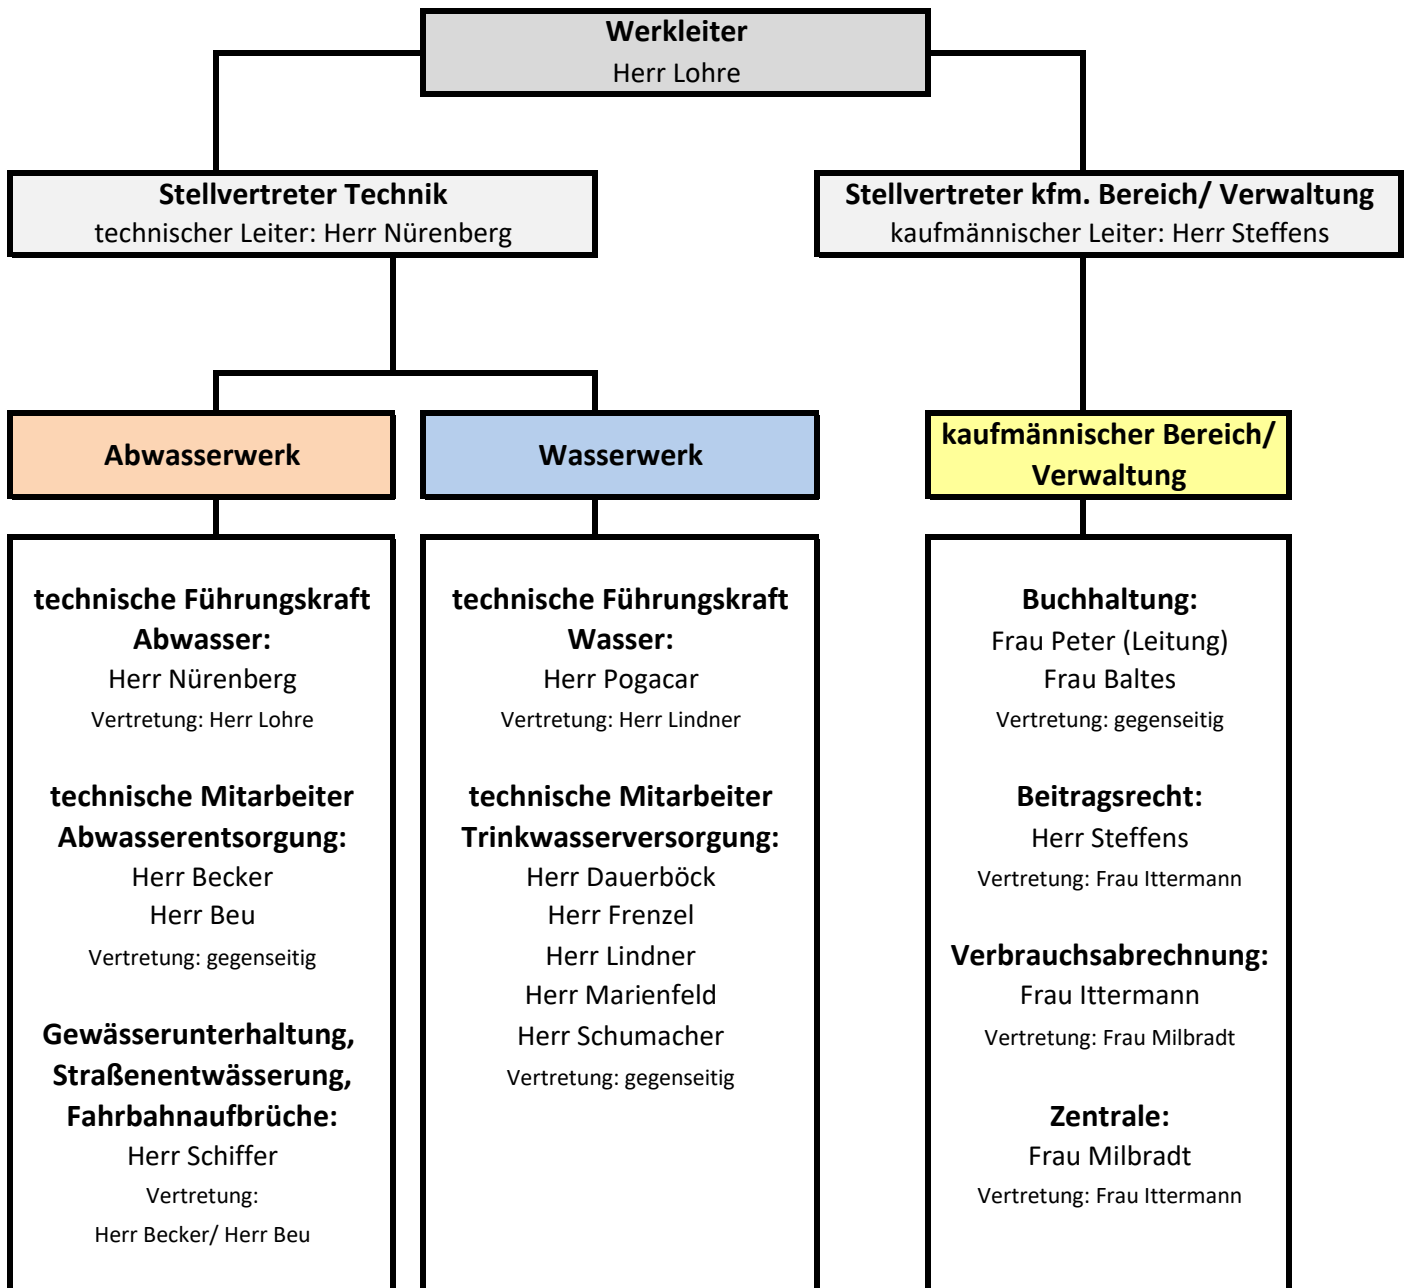 Werkleiter
Herr Lohre
Stellvertreter Technik
technischer Leiter: Herr Nürenberg
Stellvertreter kfm. Bereich/ Verwaltung
kaufmännischer Leiter: Herr Steffens
Abwasserwerk
Wasserwerk
kaufmännischer Bereich/
Verwaltung
technische Führungskraft
Abwasser:
Herr Nürenberg
Vertretung: Herr Lohre
technische Mitarbeiter
Abwasserentsorgung:
Herr Becker
Herr Beu
Vertretung: gegenseitig
Gewässerunterhaltung,
Straßenentwässerung,
Fahrbahnaufbrüche:
Herr Schiffer
Vertretung:
Herr Becker/ Herr Beu
technische Führungskraft
Wasser:
Herr Pogacar
Vertretung: Herr Lindner
technische Mitarbeiter
Trinkwasserversorgung:
Herr Dauerböck
Herr Frenzel
Herr Lindner
Herr Marienfeld
Herr Schumacher
Vertretung: gegenseitig
Buchhaltung:
Frau Peter (Leitung)
Frau Baltes
Vertretung: gegenseitig
Beitragsrecht:
Herr Steffens
Vertretung: Frau Ittermann
Verbrauchsabrechnung:
Frau Ittermann
Vertretung: Frau Milbradt
Zentrale:
Frau Milbradt
Vertretung: Frau Ittermann